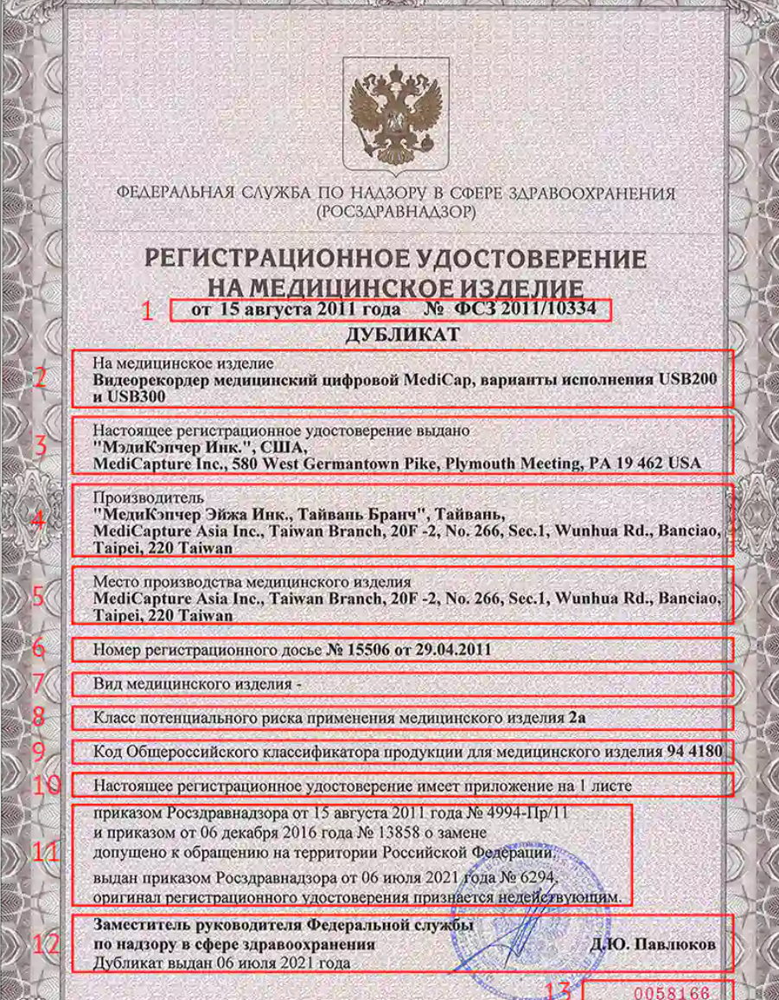 ФЕДЕРАЛЬНАЯ СЛУЖБА ПО НАДЗОРУ В СФЕРЕ ЗДРАВООХРАНЕНИЯ
(РОСЗДРАВНАДЗОР)
РЕГИСТРАЦИОННОЕ УДОСТОВЕРЕНИЕ
НА МЕДИЦИНСКОЕ ИЗДЕЛИЕ
1 от 15 августа 2011 года № ФСЗ 2011/10334
ДУБЛИКАТ
На медицинское изделие
2 Видеорекордер медицинский цифровой MediCap, варианты исполнения USB200
и USB300
Настоящее регистрационное удостоверение выдано
3 "МэдиКэпчер Инк.", США,
MediCapture Inc., 580 West Germantown Pike, Plymouth Meeting, PA 19 462 USA
Производитель
4 "МедиКэпчер Эйжа Инк., Тайвань Бранч", Тайвань,
MediCapture Asia Inc., Taiwan Branch, 20F -2, No. 266, Sec.1, Wunhua Rd., Banciao,
Taipei, 220 Taiwan
Место производства медицинского изделия
5 MediCapture Asia Inc., Taiwan Branch, 20F -2, No. 266, Sec.1, Wunhua Rd., Banciao,
Taipei, 220 Taiwan
6 Номер регистрационного досье № 15506 от 29.04.2011
7 Вид медицинского изделия -
8 Класс потенциального риска применения медицинского изделия 2а
9 Код Общероссийского классификатора продукции для медицинского изделия 94 4180
10 Настоящее регистрационное удостоверение имеет приложение на 1 листе
приказом Росздравнадзора от 15 августа 2011 года № 4994-Пр/11
и приказом от 06 декабря 2016 года № 13858 о замене
11 допущено к обращению на территории Российской Федерации.
выдан приказом Росздравнадзора от 06 июля 2021 года № 6294,
оригинал регистрационного удостоверения признается недействующим.
Заместитель руководителя Федеральной службы
12 по надзору в сфере здравоохранения Д.Ю. Павлюков
Дубликат выдан 06 июля 2021 года
13 0058166